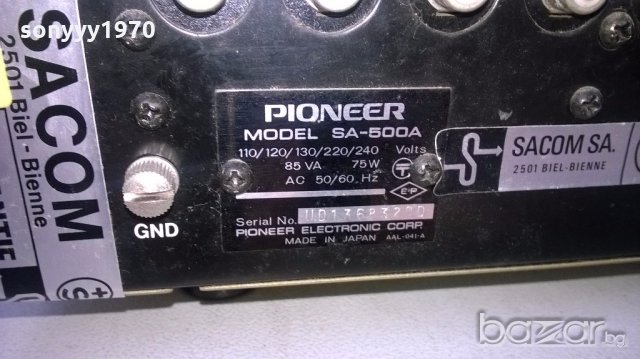 sonyyy1970
SACOM
2501 Biel - Bienne
PIONEER
MODEL SA-500A
110/120/130/220/240 Volts
85 VA 75W
AC 50/60 Hz
T
SACOM SA.
2501 BIEL-BIENNE
GND
Serial No.
PIONEER ELECTRONIC CORP.
MADE IN JAPAN AAL-041-A
bazar.bg